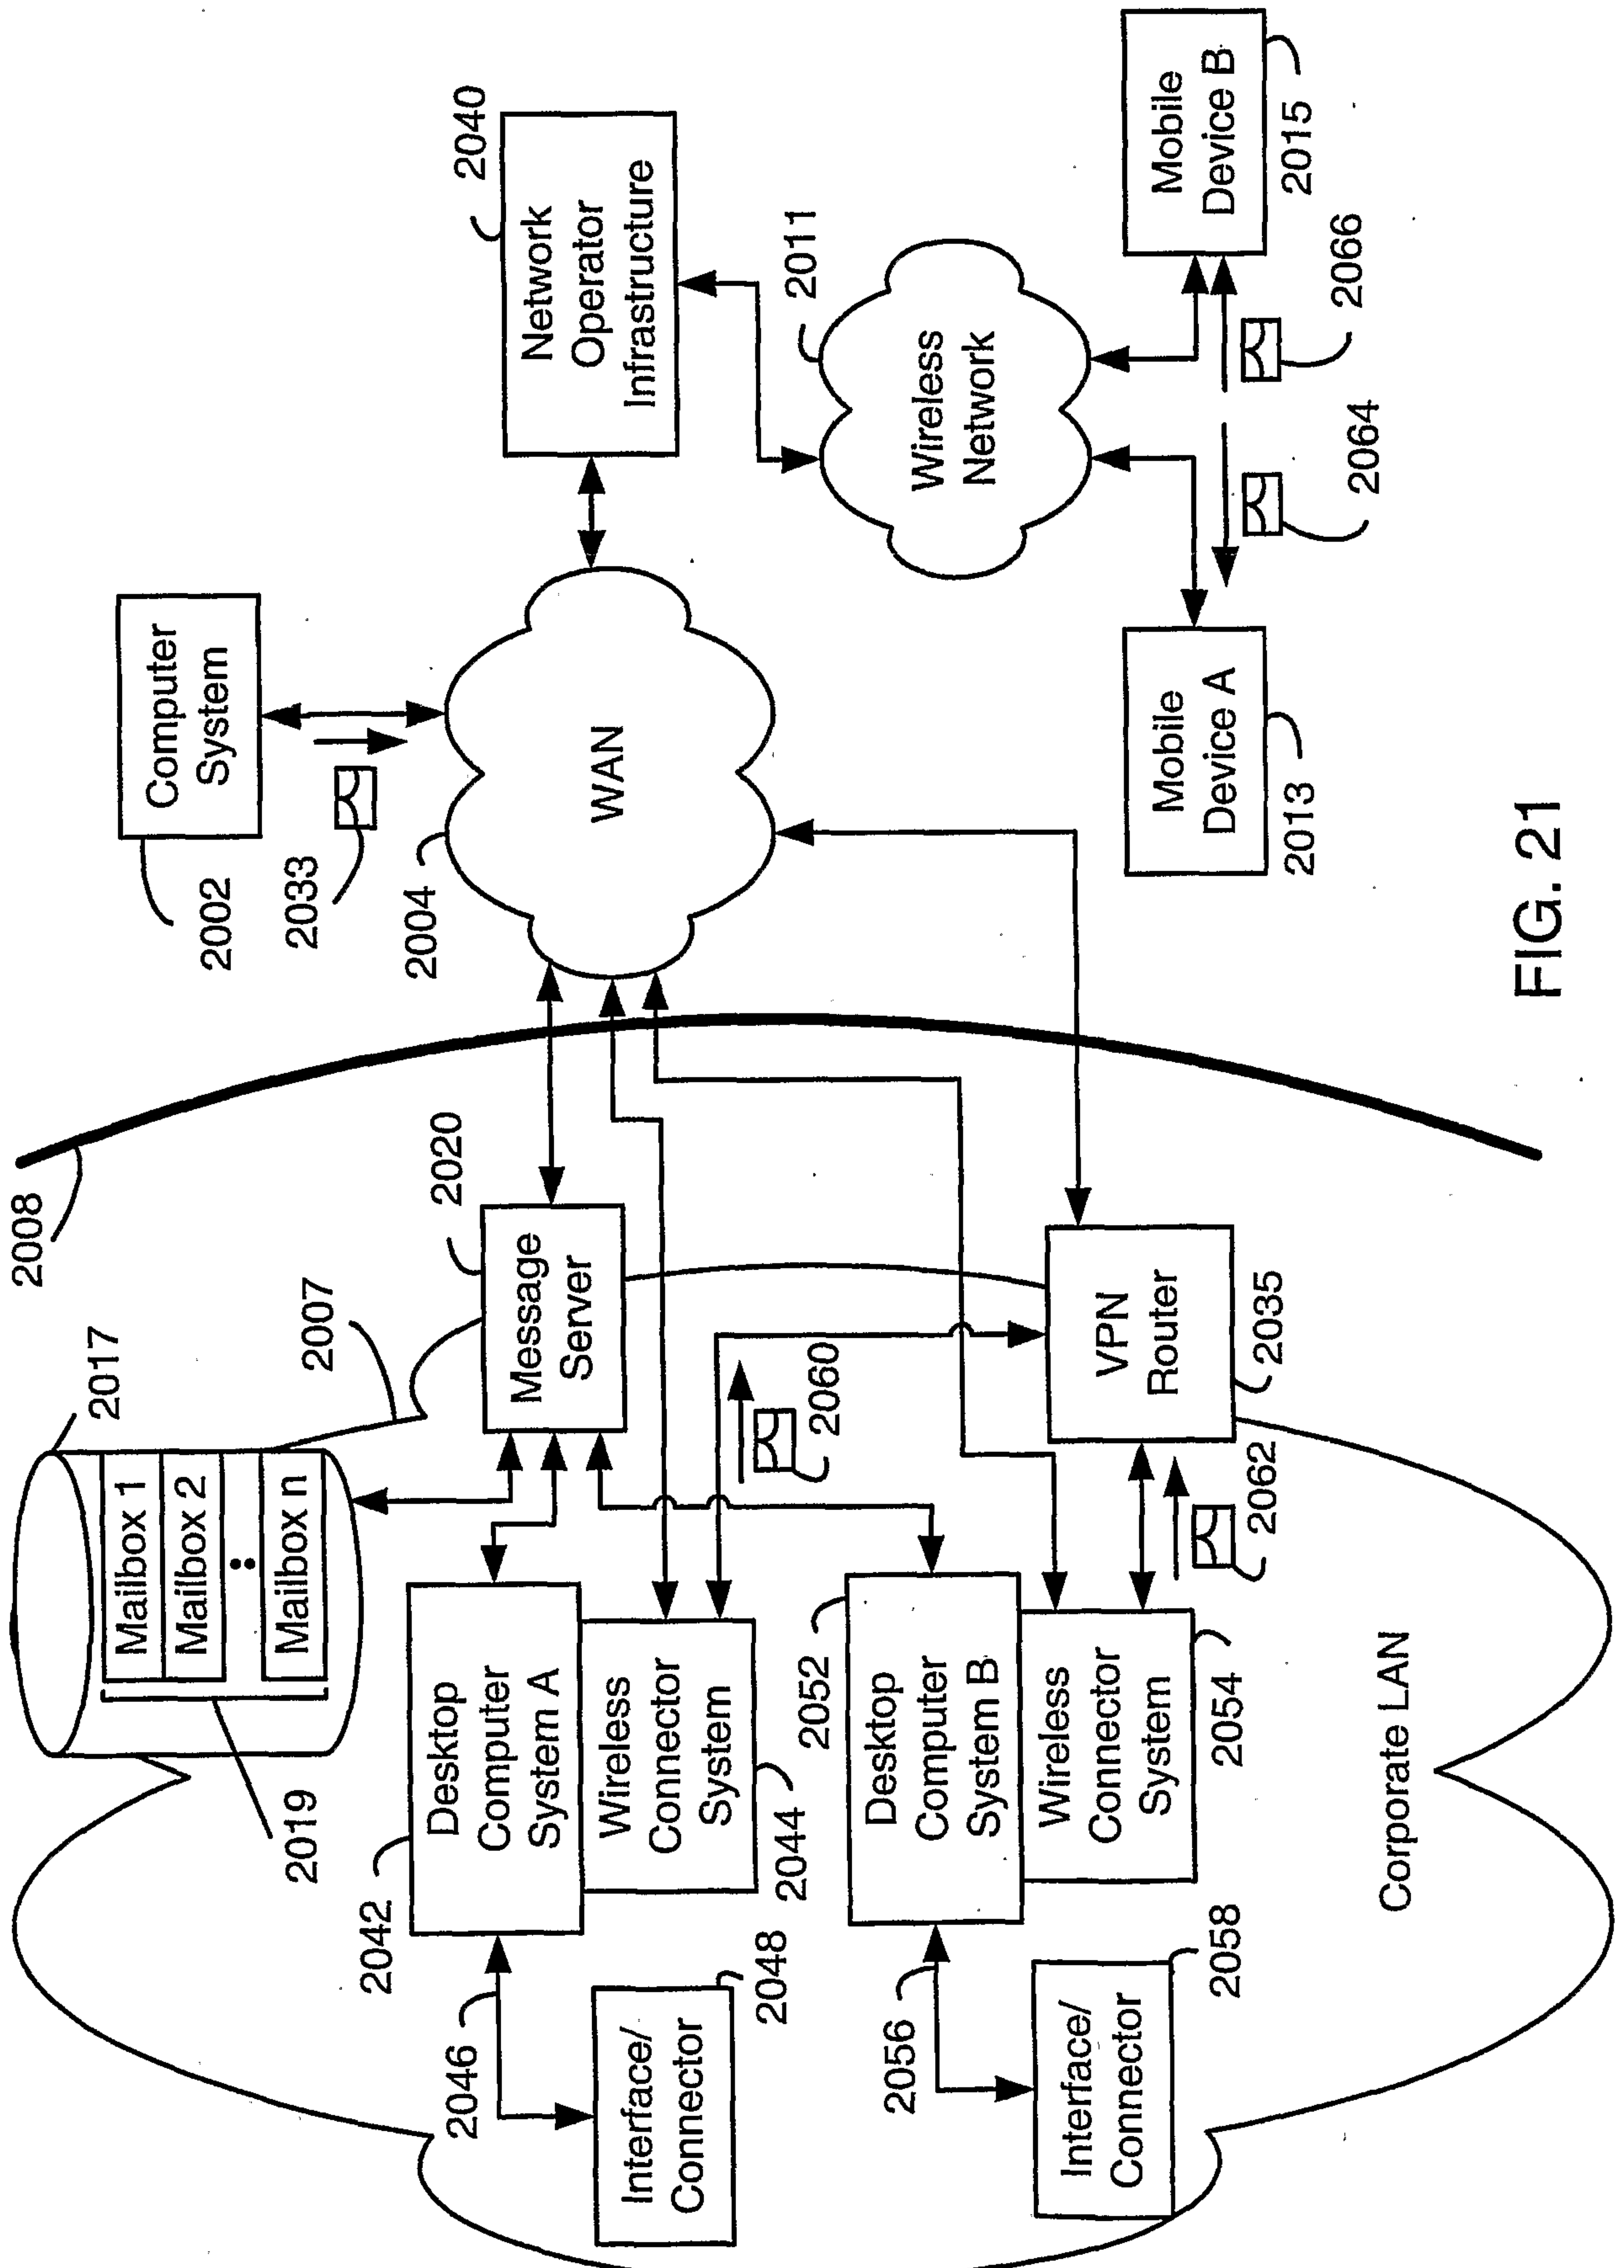 2008
2017
Mailbox 1
Mailbox 2
Mailbox n
2019
2007
Computer
System
2002
2033
2040
Network
Operator
Infrastructure
2042
Desktop
Computer
System A
2020
Message
Server
2004
WAN
2046
Wireless
Connector
System
2044
Interface/
Connector
2048
2060
2011
Wireless
Network
2052
Desktop
Computer
System B
2056
Wireless
Connector
System
2054
Interface/
Connector
2058
VPN
Router
2035
2062
Mobile
Device A
2013
Mobile
Device B
2015
2064
2066
Corporate LAN
FIG. 21